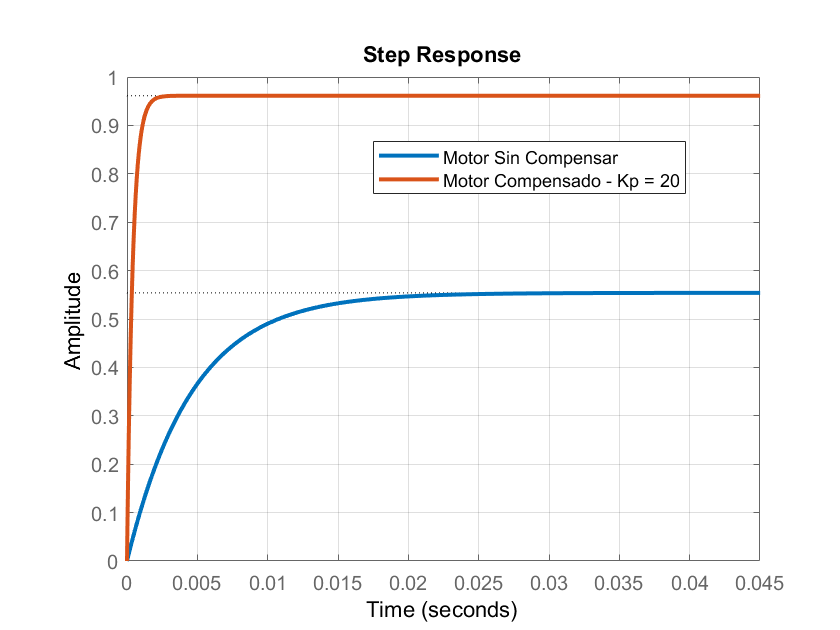 Step Response
Motor Sin Compensar
Motor Compensado - Kp = 20
Amplitude
1
0.9
0.8
0.7
0.6
0.5
0.4
0.3
0.2
0.1
0
0 0.005 0.01 0.015 0.02 0.025 0.03 0.035 0.04 0.045
Time (seconds)